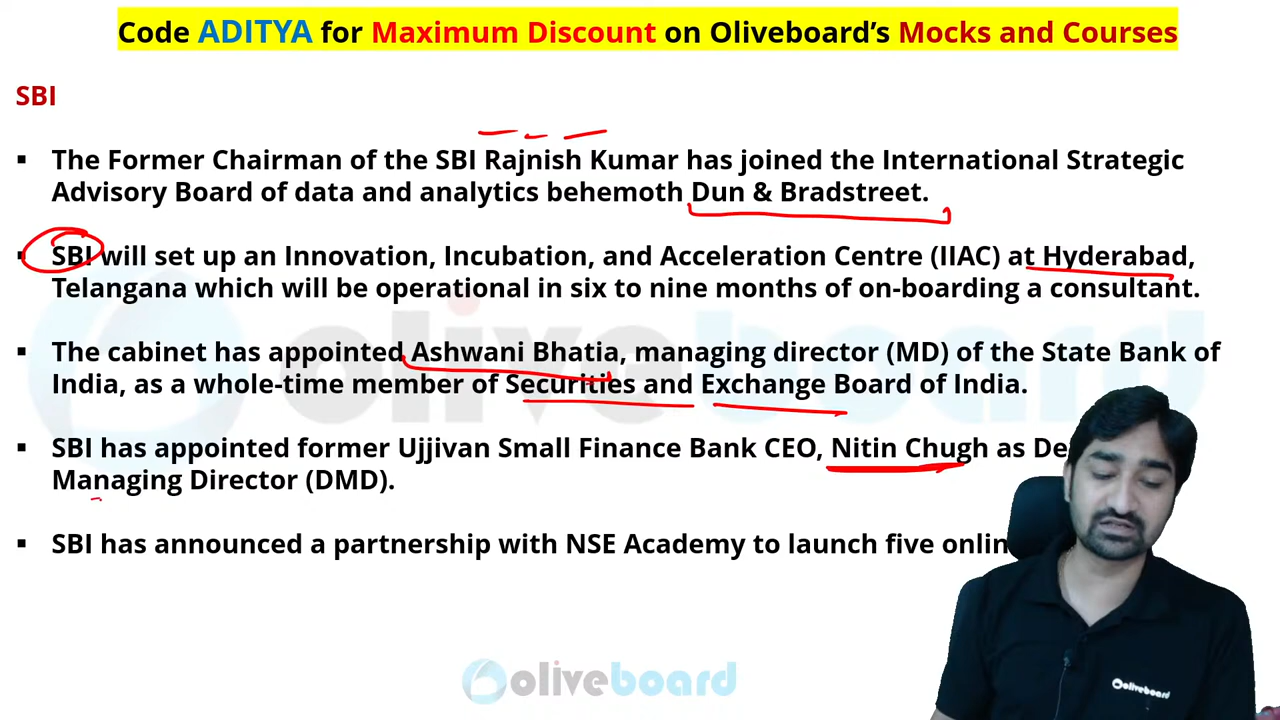 Code ADITYA for Maximum Discount on Oliveboard's Mocks and Courses
SBI
▪ The Former Chairman of the SBI Rajnish Kumar has joined the International Strategic
Advisory Board of data and analytics behemoth Dun & Bradstreet.
▪ SBI will set up an Innovation, Incubation, and Acceleration Centre (IIAC) at Hyderabad,
Telangana which will be operational in six to nine months of on-boarding a consultant.
▪ The cabinet has appointed Ashwani Bhatia, managing director (MD) of the State Bank of
India, as a whole-time member of Securities and Exchange Board of India.
▪ SBI has appointed former Ujjivan Small Finance Bank CEO, Nitin Chugh as De
Managing Director (DMD).
▪ SBI has announced a partnership with NSE Academy to launch five onlin
oliveboard
oliveboard
oliveboard